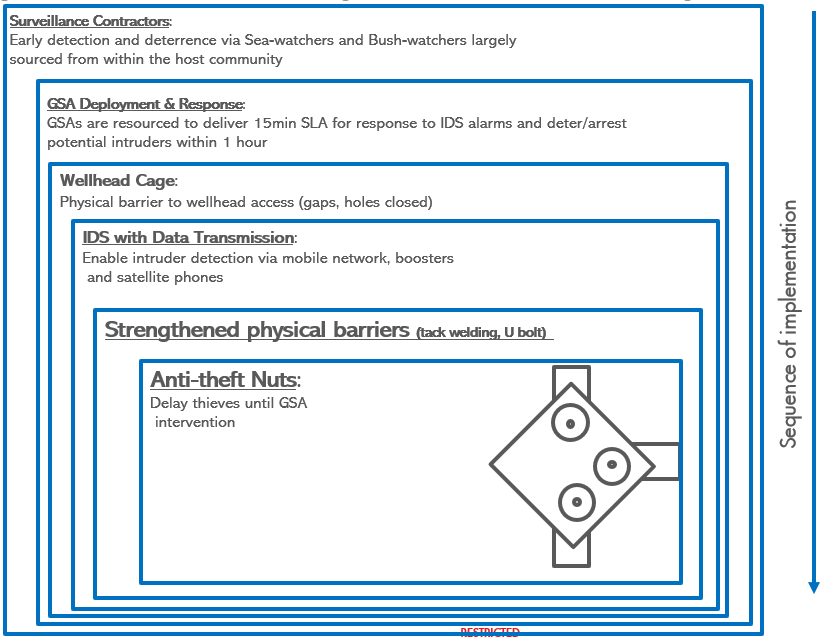 Surveillance Contractors:
Early detection and deterrence via Sea-watchers and Bush-watchers largely
sourced from within the host community
GSA Deployment & Response:
GSAs are resourced to deliver 15min SLA for response to IDS alarms and deter/arrest
potential intruders within 1 hour
Wellhead Cage:
Physical barrier to wellhead access (gaps, holes closed)
IDS with Data Transmission:
Enable intruder detection via mobile network, boosters
and satellite phones
Strengthened physical barriers (tack welding, U bolt)
Anti-theft Nuts:
Delay thieves until GSA
intervention
Sequence of implementation
RESTRICTED